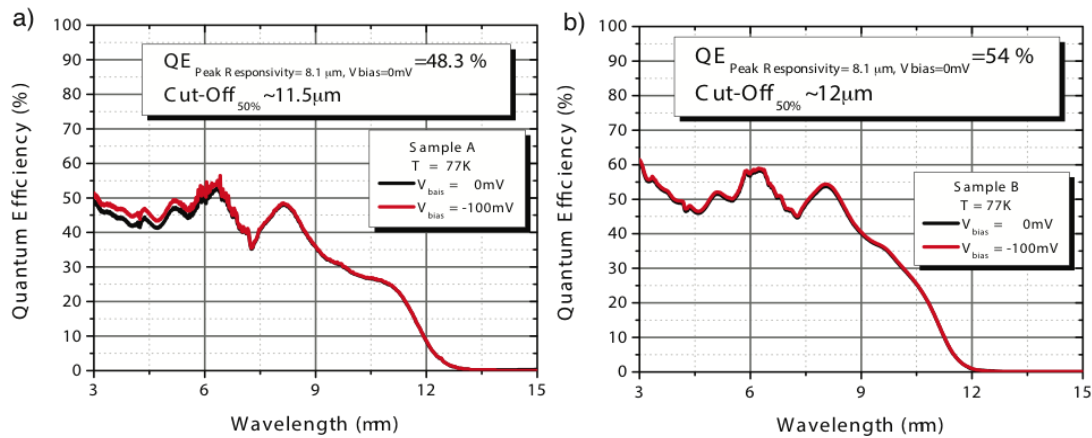 a)
100
90
80
70
60
50
40
30
20
10
0
Quantum Efficiency (%)
QE Peak Responsivity= 8.1 μm, Vbias=0mV =48.3 %
Cut-Off 50% ~11.5μm
Sample A
T = 77K
V bais = 0mV
V bias = -100mV
3 6 9 12 15
Wavelength (mm)
b)
100
90
80
70
60
50
40
30
20
10
0
Quantum Efficiency (%)
QE Peak Responsivity= 8.1 μm, Vbias=0mV =54 %
Cut-Off 50% ~12μm
Sample B
T = 77K
V bias = 0mV
V bias = -100mV
3 6 9 12 15
Wavelength (mm)